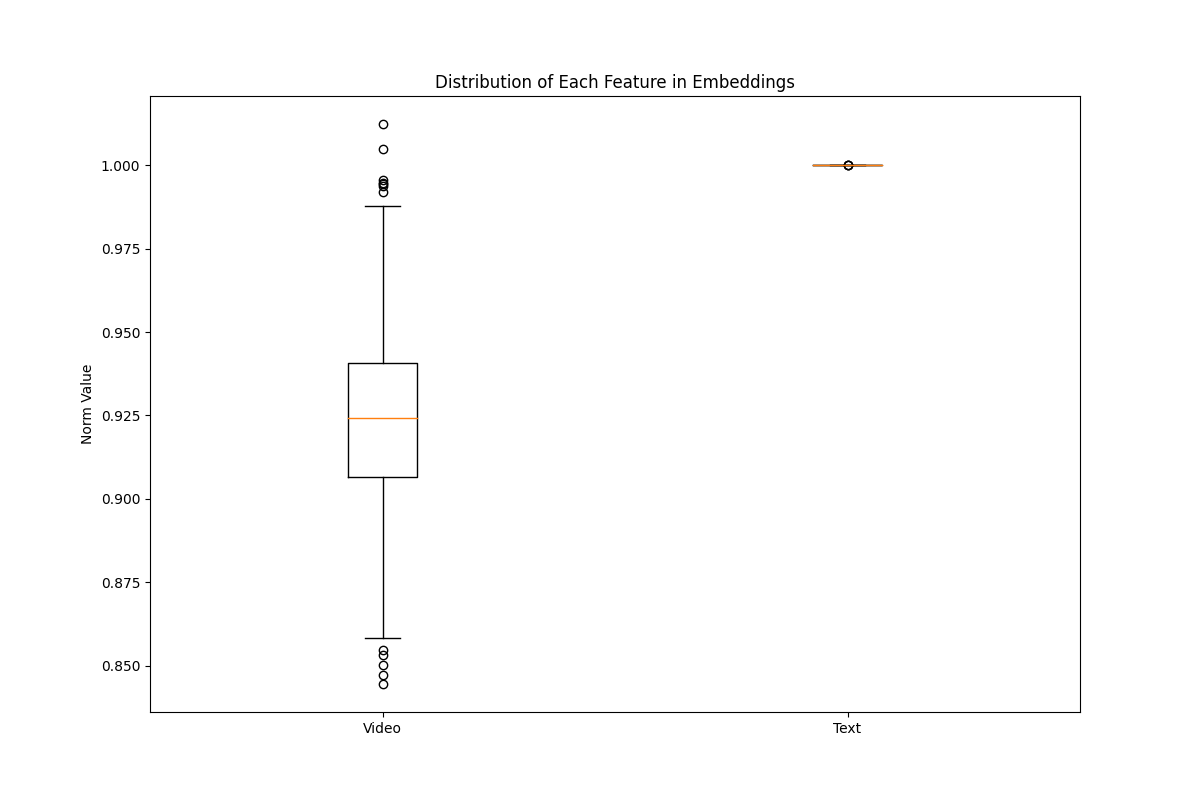 Distribution of Each Feature in Embeddings
1.000
0.975
0.950
0.925
0.900
0.875
0.850
Norm Value
Video
Text